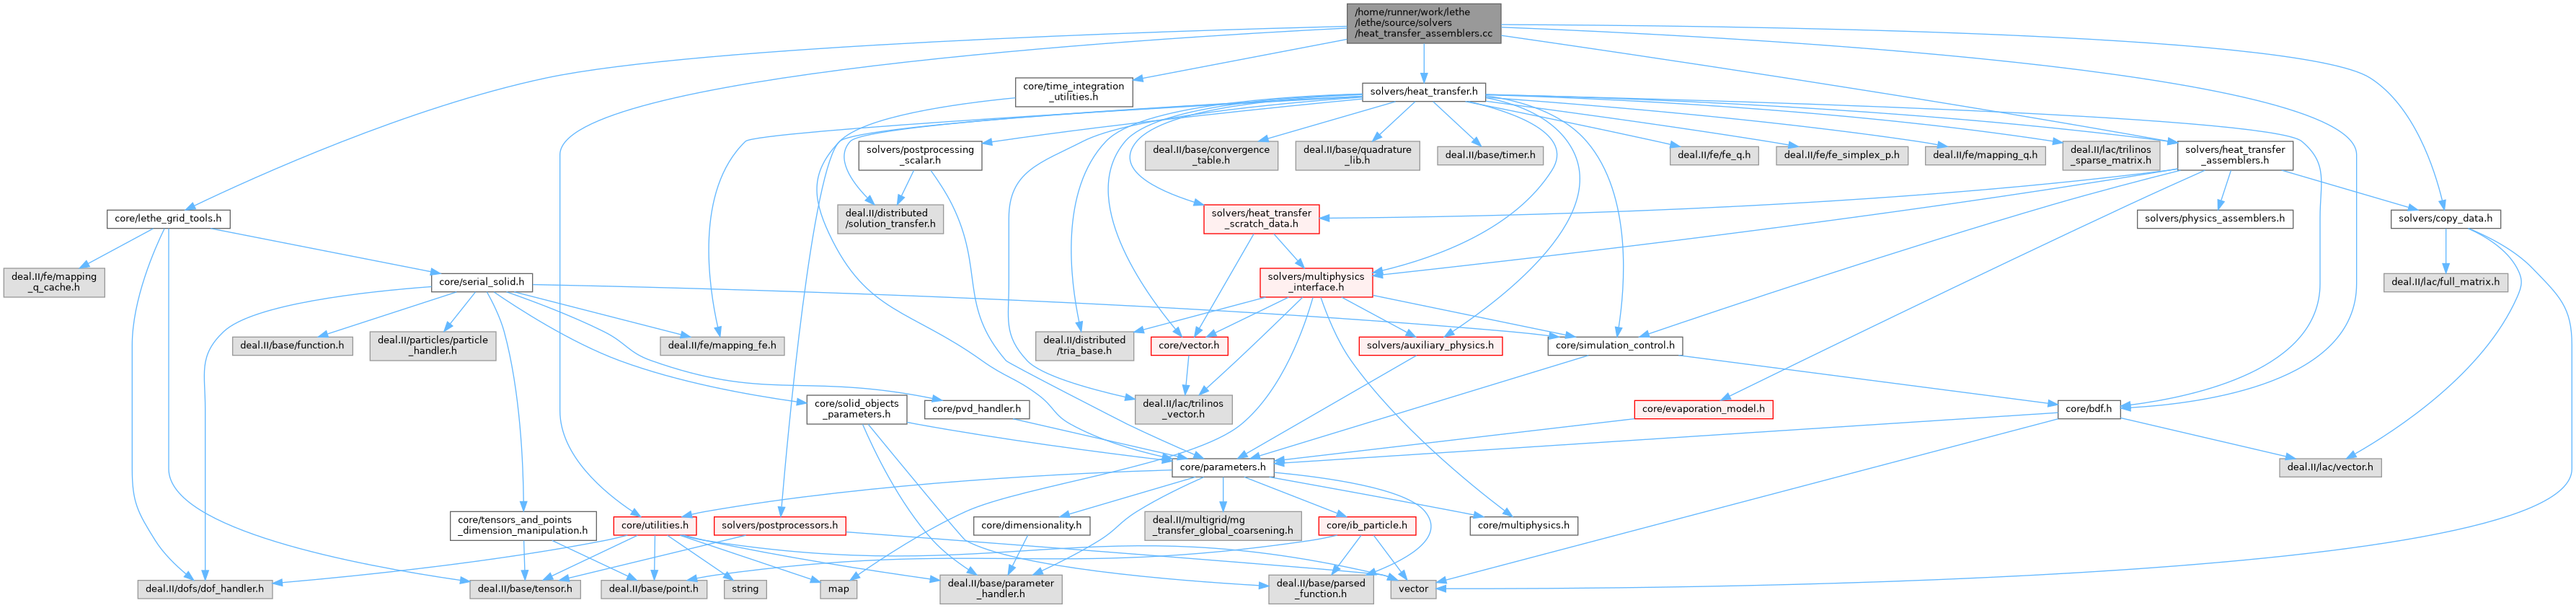 /home/runner/work/lethe
/lethe/source/solvers
/heat_transfer_assemblers.cc
core/time_integration
_utilities.h
solvers/heat_transfer.h
solvers/postprocessing
_scalar.h
deal.II/base/convergence
_table.h
deal.II/base/quadrature
_lib.h
deal.II/base/timer.h
deal.II/fe/fe_q.h
deal.II/fe/fe_simplex_p.h
deal.II/fe/mapping_q.h
deal.II/lac/trilinos
_sparse_matrix.h
solvers/heat_transfer
_assemblers.h
core/lethe_grid_tools.h
deal.II/distributed
/solution_transfer.h
solvers/heat_transfer
_scratch_data.h
solvers/physics_assemblers.h
solvers/copy_data.h
deal.II/fe/mapping
_q_cache.h
core/serial_solid.h
solvers/multiphysics
_interface.h
deal.II/lac/full_matrix.h
deal.II/base/function.h
deal.II/particles/particle
_handler.h
deal.II/fe/mapping_fe.h
deal.II/distributed
/tria_base.h
core/vector.h
solvers/auxiliary_physics.h
core/simulation_control.h
core/solid_objects
_parameters.h
core/pvd_handler.h
deal.II/lac/trilinos
_vector.h
core/evaporation_model.h
core/bdf.h
core/parameters.h
deal.II/lac/vector.h
core/tensors_and_points
_dimension_manipulation.h
core/utilities.h
solvers/postprocessors.h
core/dimensionality.h
deal.II/multigrid/mg
_transfer_global_coarsening.h
core/ib_particle.h
core/multiphysics.h
deal.II/dofs/dof_handler.h
deal.II/base/tensor.h
deal.II/base/point.h
string
map
deal.II/base/parameter
_handler.h
deal.II/base/parsed
_function.h
vector